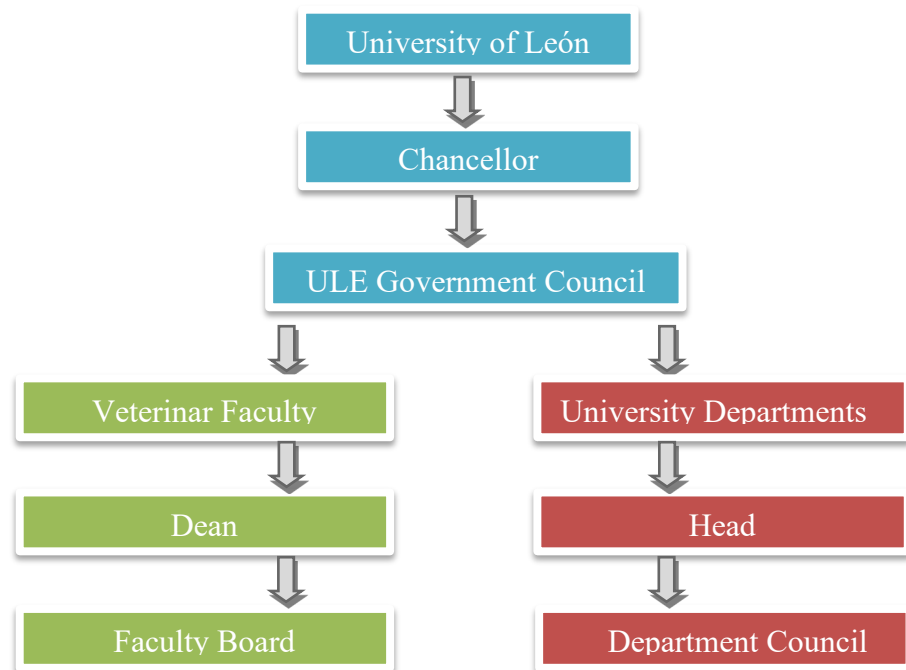 University of León
Chancellor
ULE Government Council
Veterinar Faculty
University Departments
Dean
Head
Faculty Board
Department Council